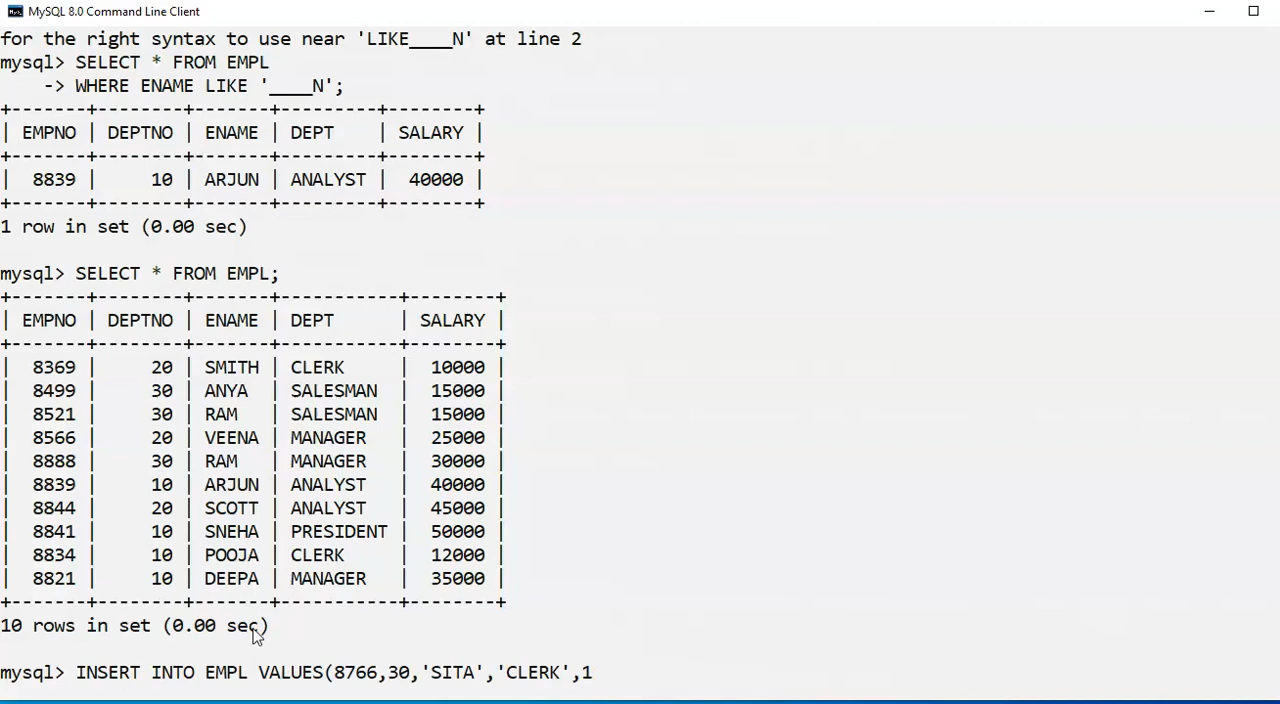 MySQL 8.0 Command Line Client
for the right syntax to use near 'LIKE____N' at line 2
mysql> SELECT * FROM EMPL
    -> WHERE ENAME LIKE '____N';
+-------+--------+-------+---------+--------+
| EMPNO | DEPTNO | ENAME | DEPT    | SALARY |
+-------+--------+-------+---------+--------+
|  8839 |     10 | ARJUN | ANALYST |  40000 |
+-------+--------+-------+---------+--------+
1 row in set (0.00 sec)

mysql> SELECT * FROM EMPL;
+-------+--------+-------+-----------+--------+
| EMPNO | DEPTNO | ENAME | DEPT      | SALARY |
+-------+--------+-------+-----------+--------+
|  8369 |     20 | SMITH | CLERK     |  10000 |
|  8499 |     30 | ANYA  | SALESMAN  |  15000 |
|  8521 |     30 | RAM   | SALESMAN  |  15000 |
|  8566 |     20 | VEENA | MANAGER   |  25000 |
|  8888 |     30 | RAM   | MANAGER   |  30000 |
|  8839 |     10 | ARJUN | ANALYST   |  40000 |
|  8844 |     20 | SCOTT | ANALYST   |  45000 |
|  8841 |     10 | SNEHA | PRESIDENT |  50000 |
|  8834 |     10 | POOJA | CLERK     |  12000 |
|  8821 |     10 | DEEPA | MANAGER   |  35000 |
+-------+--------+-------+-----------+--------+
10 rows in set (0.00 sec)

mysql> INSERT INTO EMPL VALUES(8766,30,'SITA','CLERK',1